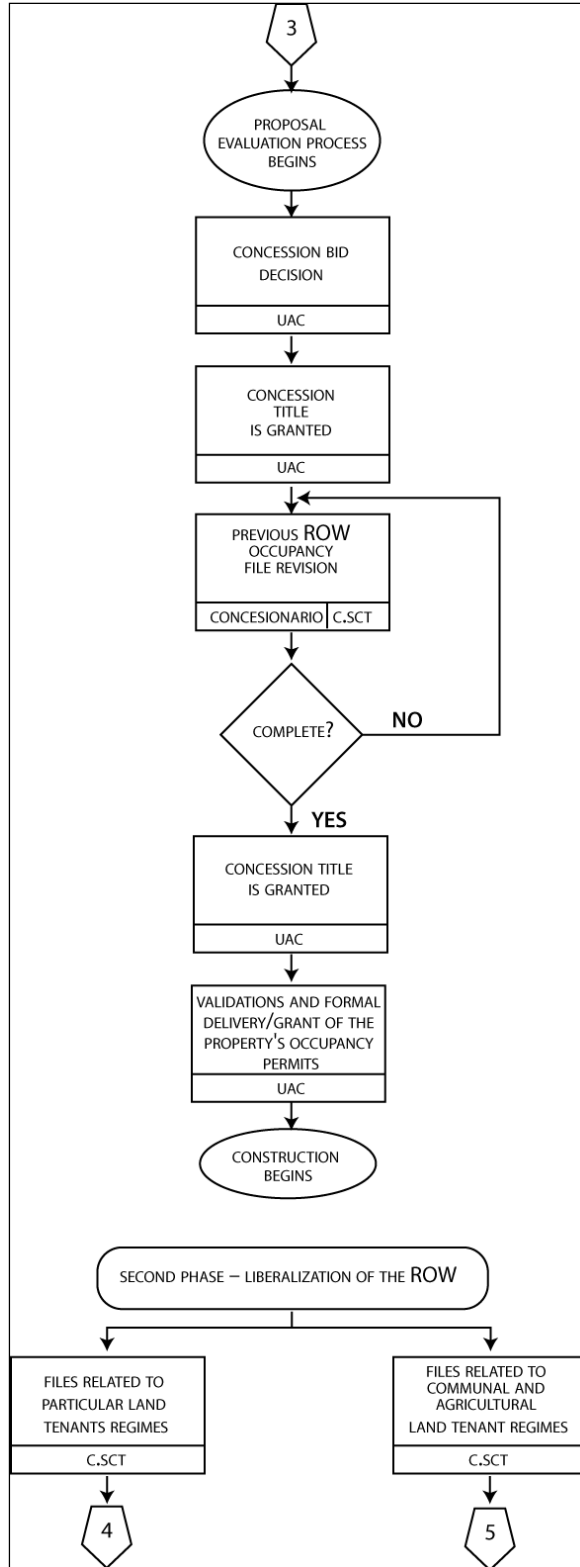 3
PROPOSAL
EVALUATION PROCESS
BEGINS
CONCESSION BID
DECISION
UAC
CONCESSION
TITLE
IS GRANTED
UAC
PREVIOUS ROW
OCCUPANCY
FILE REVISION
CONCESIONARIO C.SCT
COMPLETE?
NO
YES
CONCESSION TITLE
IS GRANTED
UAC
VALIDATIONS AND FORMAL
DELIVERY/GRANT OF THE
PROPERTY'S OCCUPANCY
PERMITS
UAC
CONSTRUCTION
BEGINS
SECOND PHASE – LIBERALIZATION OF THE ROW
FILES RELATED TO
PARTICULAR LAND
TENANTS REGIMES
C.SCT
4
FILES RELATED TO
COMMUNAL AND
AGRICULTURAL
LAND TENANT REGIMES
C.SCT
5